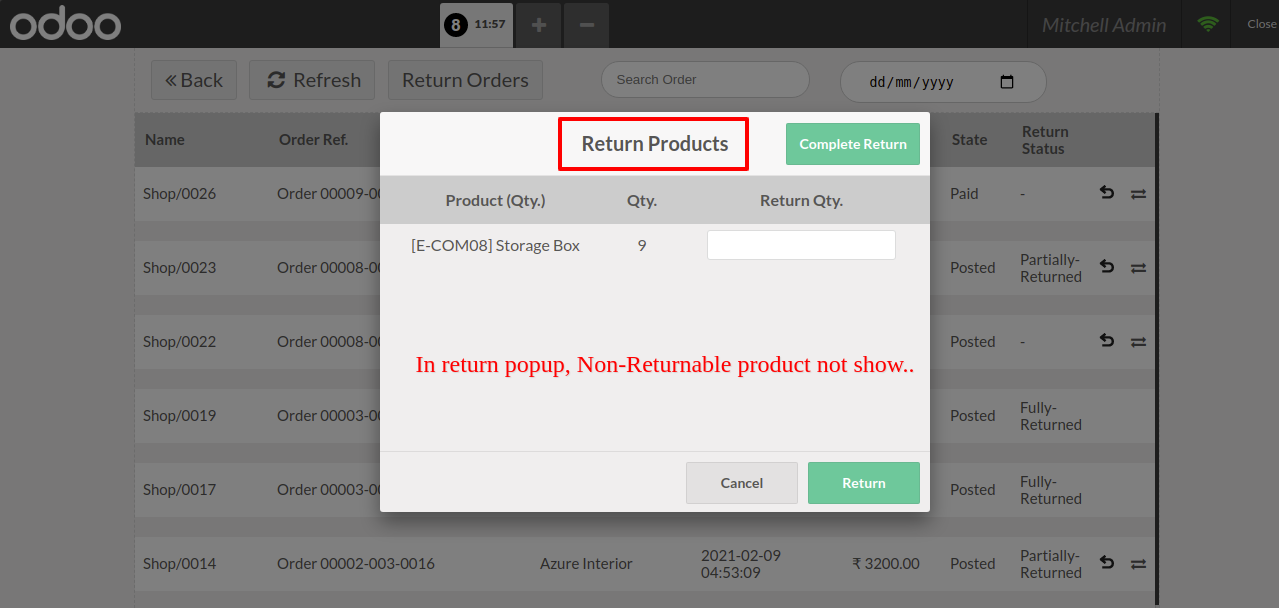 odoo
8 11:57
Mitchell Admin
Close
Back
Refresh
Return Orders
Search Order
dd/mm/yyyy
Return Products
Complete Return
Name
Order Ref.
State
Return
Status
Product (Qty.)
Qty.
Return Qty.
Shop/0026
Order 00009-00
Paid
-
[E-COM08] Storage Box
9
Shop/0023
Order 00008-00
Posted
Partially-
Returned
Shop/0022
Order 00008-00
Posted
-
In return popup, Non-Returnable product not show..
Shop/0019
Order 00003-00
Posted
Fully-
Returned
Shop/0017
Order 00003-00
Posted
Fully-
Returned
Cancel
Return
Shop/0014
Order 00002-003-0016
Azure Interior
2021-02-09
04:53:09
₹ 3200.00
Posted
Partially-
Returned